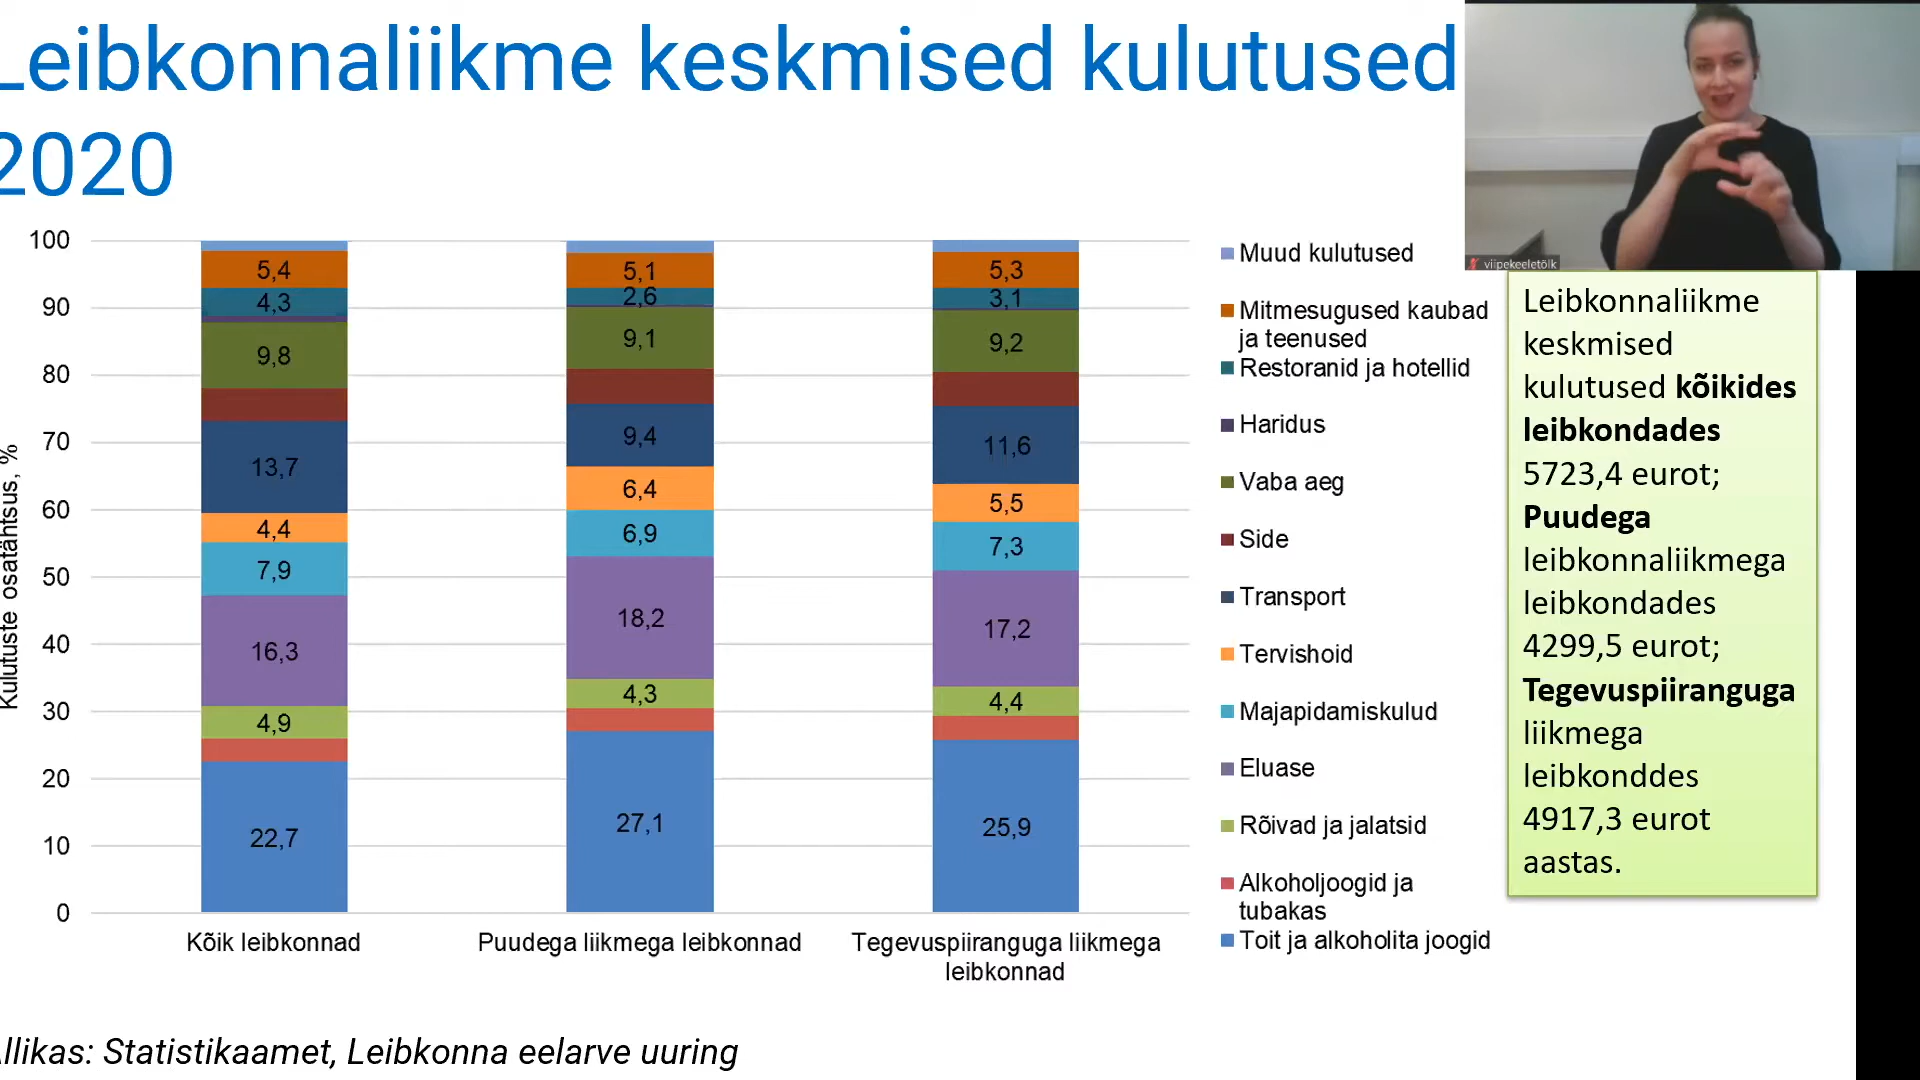 Leibkonnaliikme keskmised kulutused
2020
viipekeeletõlk
Kulutuste osatähtsus, %
100
90
80
70
60
50
40
30
20
10
0
5,4
4,3
9,8
13,7
4,4
7,9
16,3
4,9
22,7
5,1
2,6
9,1
9,4
6,4
6,9
18,2
4,3
27,1
5,3
3,1
9,2
11,6
5,5
7,3
17,2
4,4
25,9
Kõik leibkonnad
Puudega liikmega leibkonnad
Tegevuspiiranguga liikmega
leibkonnad
Muud kulutused
Mitmesugused kaubad
ja teenused
Restoranid ja hotellid
Haridus
Vaba aeg
Side
Transport
Tervishoid
Majapidamiskulud
Eluase
Rõivad ja jalatsid
Alkoholjoogid ja
tubakas
Toit ja alkoholita joogid
Leibkonnaliikme
keskmised
kulutused kõikides
leibkondades
5723,4 eurot;
Puudega
leibkonnaliikmega
leibkondades
4299,5 eurot;
Tegevuspiiranguga
liikmega
leibkonddes
4917,3 eurot
aastas.
llikas: Statistikaamet, Leibkonna eelarve uuring